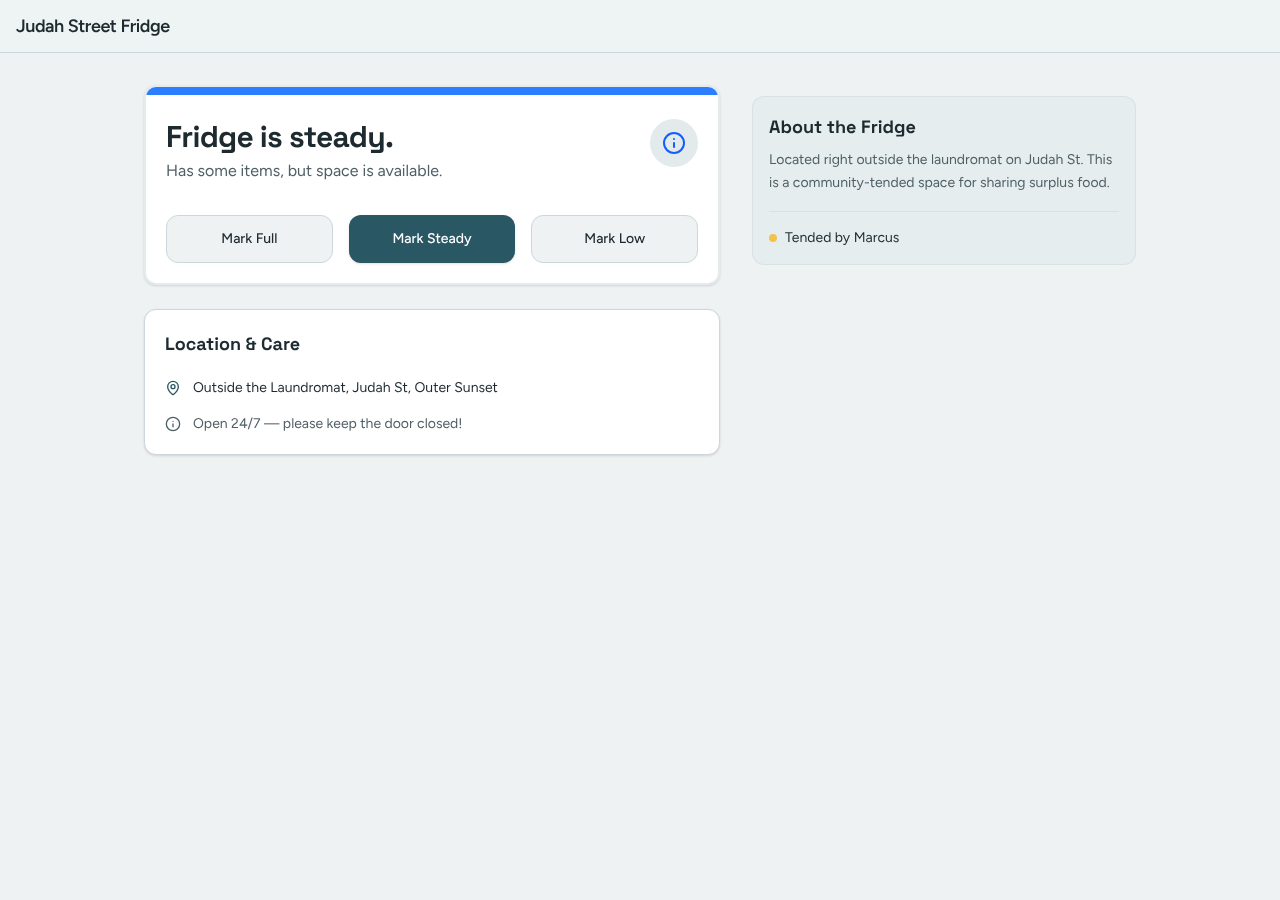 Judah Street Fridge
Fridge is steady.
Has some items, but space is available.
Mark Full
Mark Steady
Mark Low
Location & Care
Outside the Laundromat, Judah St, Outer Sunset
Open 24/7 — please keep the door closed!
About the Fridge
Located right outside the laundromat on Judah St. This
is a community-tended space for sharing surplus food.
Tended by Marcus